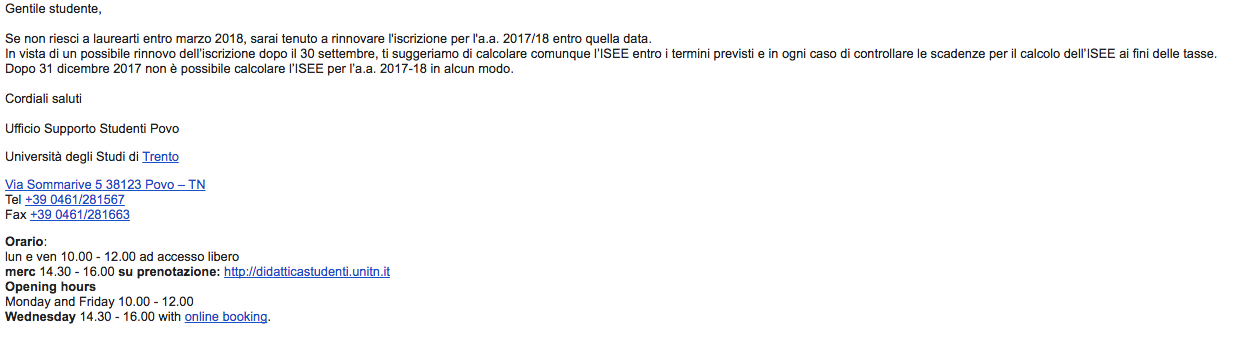 Gentile studente,
Se non riesci a laurearti entro marzo 2018, sarai tenuto a rinnovare l'iscrizione per l'a.a. 2017/18 entro quella data.
In vista di un possibile rinnovo dell'iscrizione dopo il 30 settembre, ti suggeriamo di calcolare comunque l'ISEE entro i termini previsti e in ogni caso di controllare le scadenze per il calcolo dell'ISEE ai fini delle tasse.
Dopo 31 dicembre 2017 non è possibile calcolare l'ISEE per l'a.a. 2017-18 in alcun modo.
Cordiali saluti
Ufficio Supporto Studenti Povo
Università degli Studi di Trento
Via Sommarive 5 38123 Povo – TN
Tel +39 0461/281567
Fax +39 0461/281663
Orario:
lun e ven 10.00 - 12.00 ad accesso libero
merc 14.30 - 16.00 su prenotazione: http://didatticastudenti.unitn.it
Opening hours
Monday and Friday 10.00 - 12.00
Wednesday 14.30 - 16.00 with online booking.